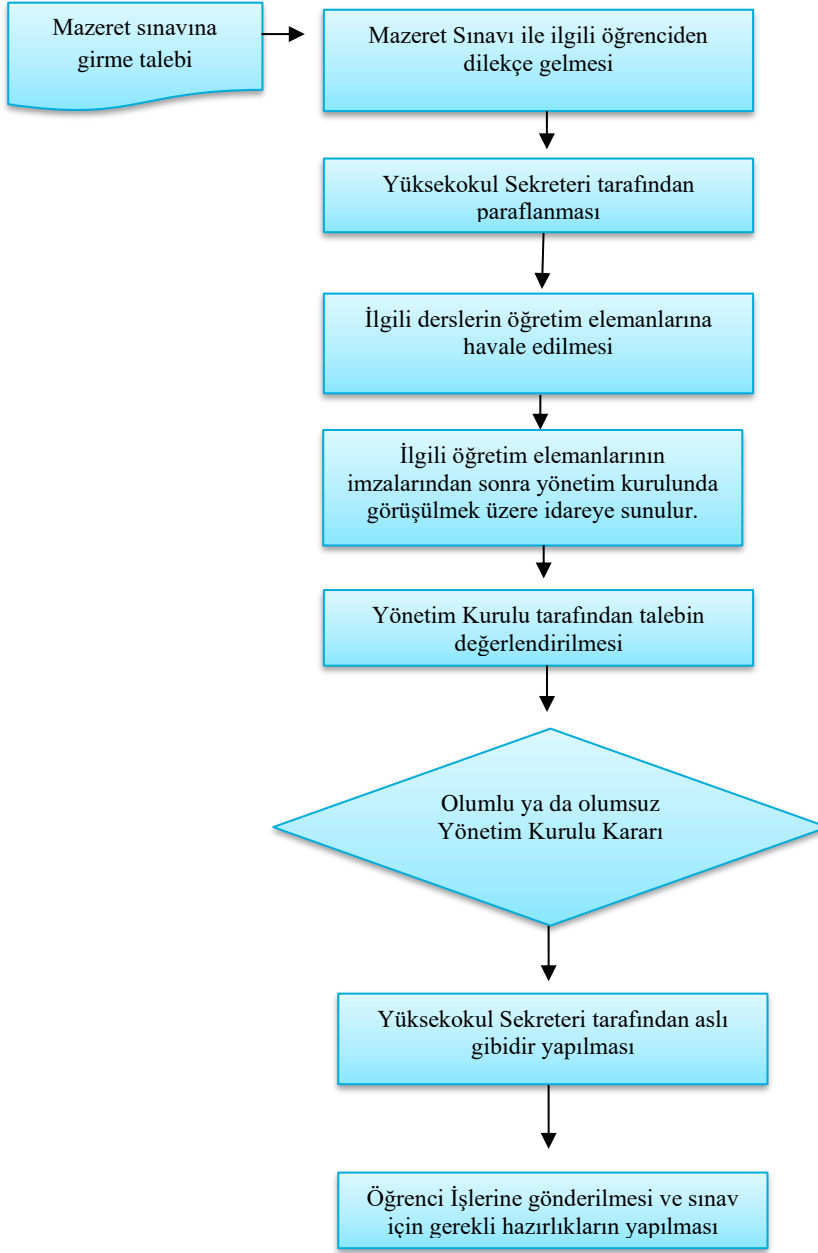 Mazeret sınavına
girme talebi
Mazeret Sınavı ile ilgili öğrenciden
dilekçe gelmesi
Yüksekokul Sekreteri tarafından
paraflanması
İlgili derslerin öğretim elemanlarına
havale edilmesi
İlgili öğretim elemanlarının
imzalarından sonra yönetim kurulunda
görüşülmek üzere idareye sunulur.
Yönetim Kurulu tarafından talebin
değerlendirilmesi
Olumlu ya da olumsuz
Yönetim Kurulu Kararı
Yüksekokul Sekreteri tarafından aslı
gibidir yapılması
Öğrenci İşlerine gönderilmesi ve sınav
için gerekli hazırlıkların yapılması